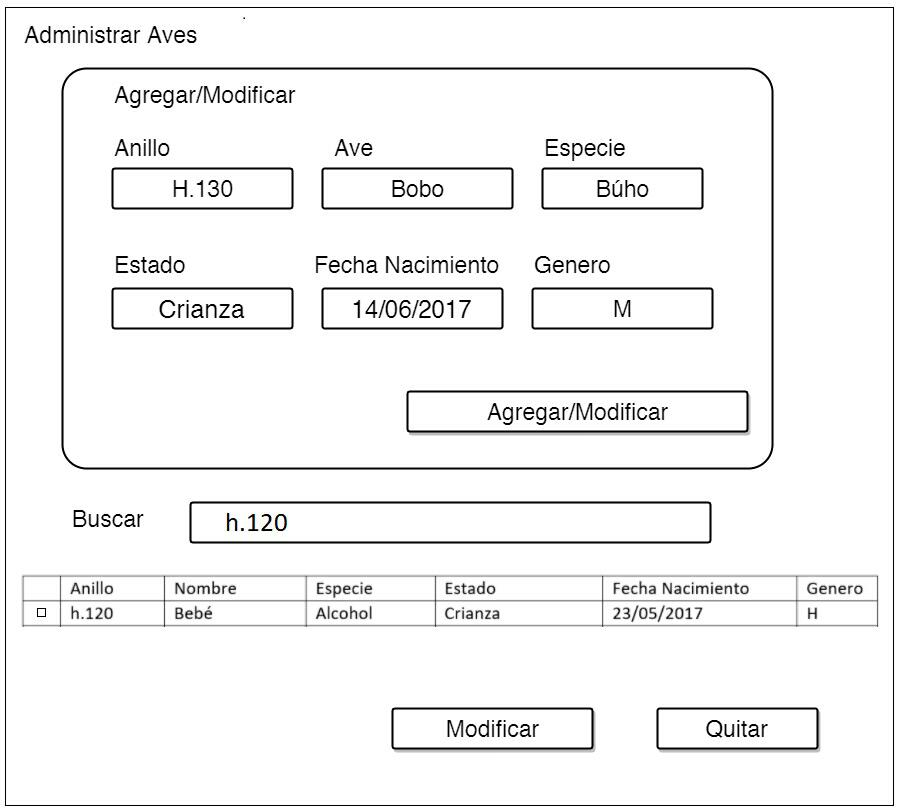 Administrar Aves
Agregar/Modificar
Anillo Ave Especie
H.130 Bobo Búho
Estado Fecha Nacimiento Genero
Crianza 14/06/2017 M
Agregar/Modificar
Buscar h.120
Anillo Nombre Especie Estado Fecha Nacimiento Genero
h.120 Bebé Alcohol Crianza 23/05/2017 H
Modificar Quitar